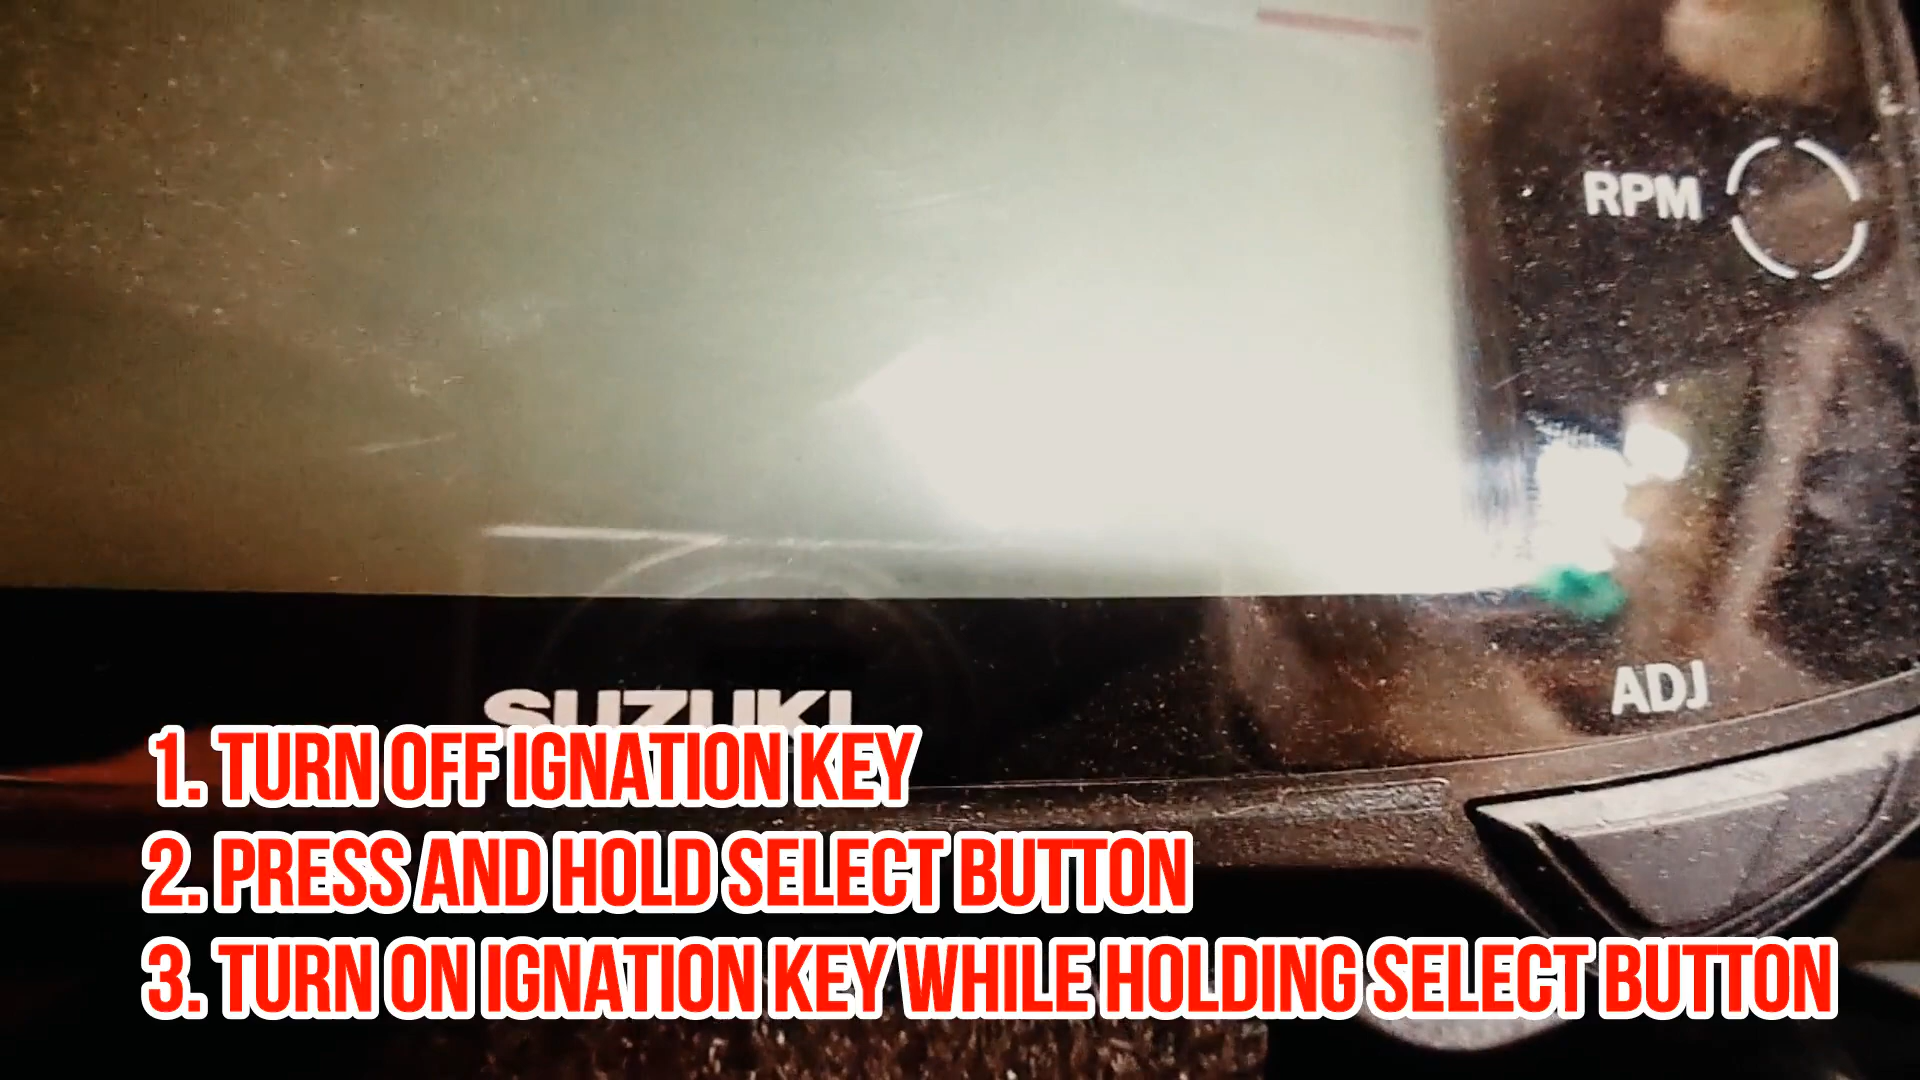 RPM
ADJ
SUZUKI
1. TURN OFF IGNATION KEY
2. PRESS AND HOLD SELECT BUTTON
3. TURN ON IGNATION KEY WHILE HOLDING SELECT BUTTON